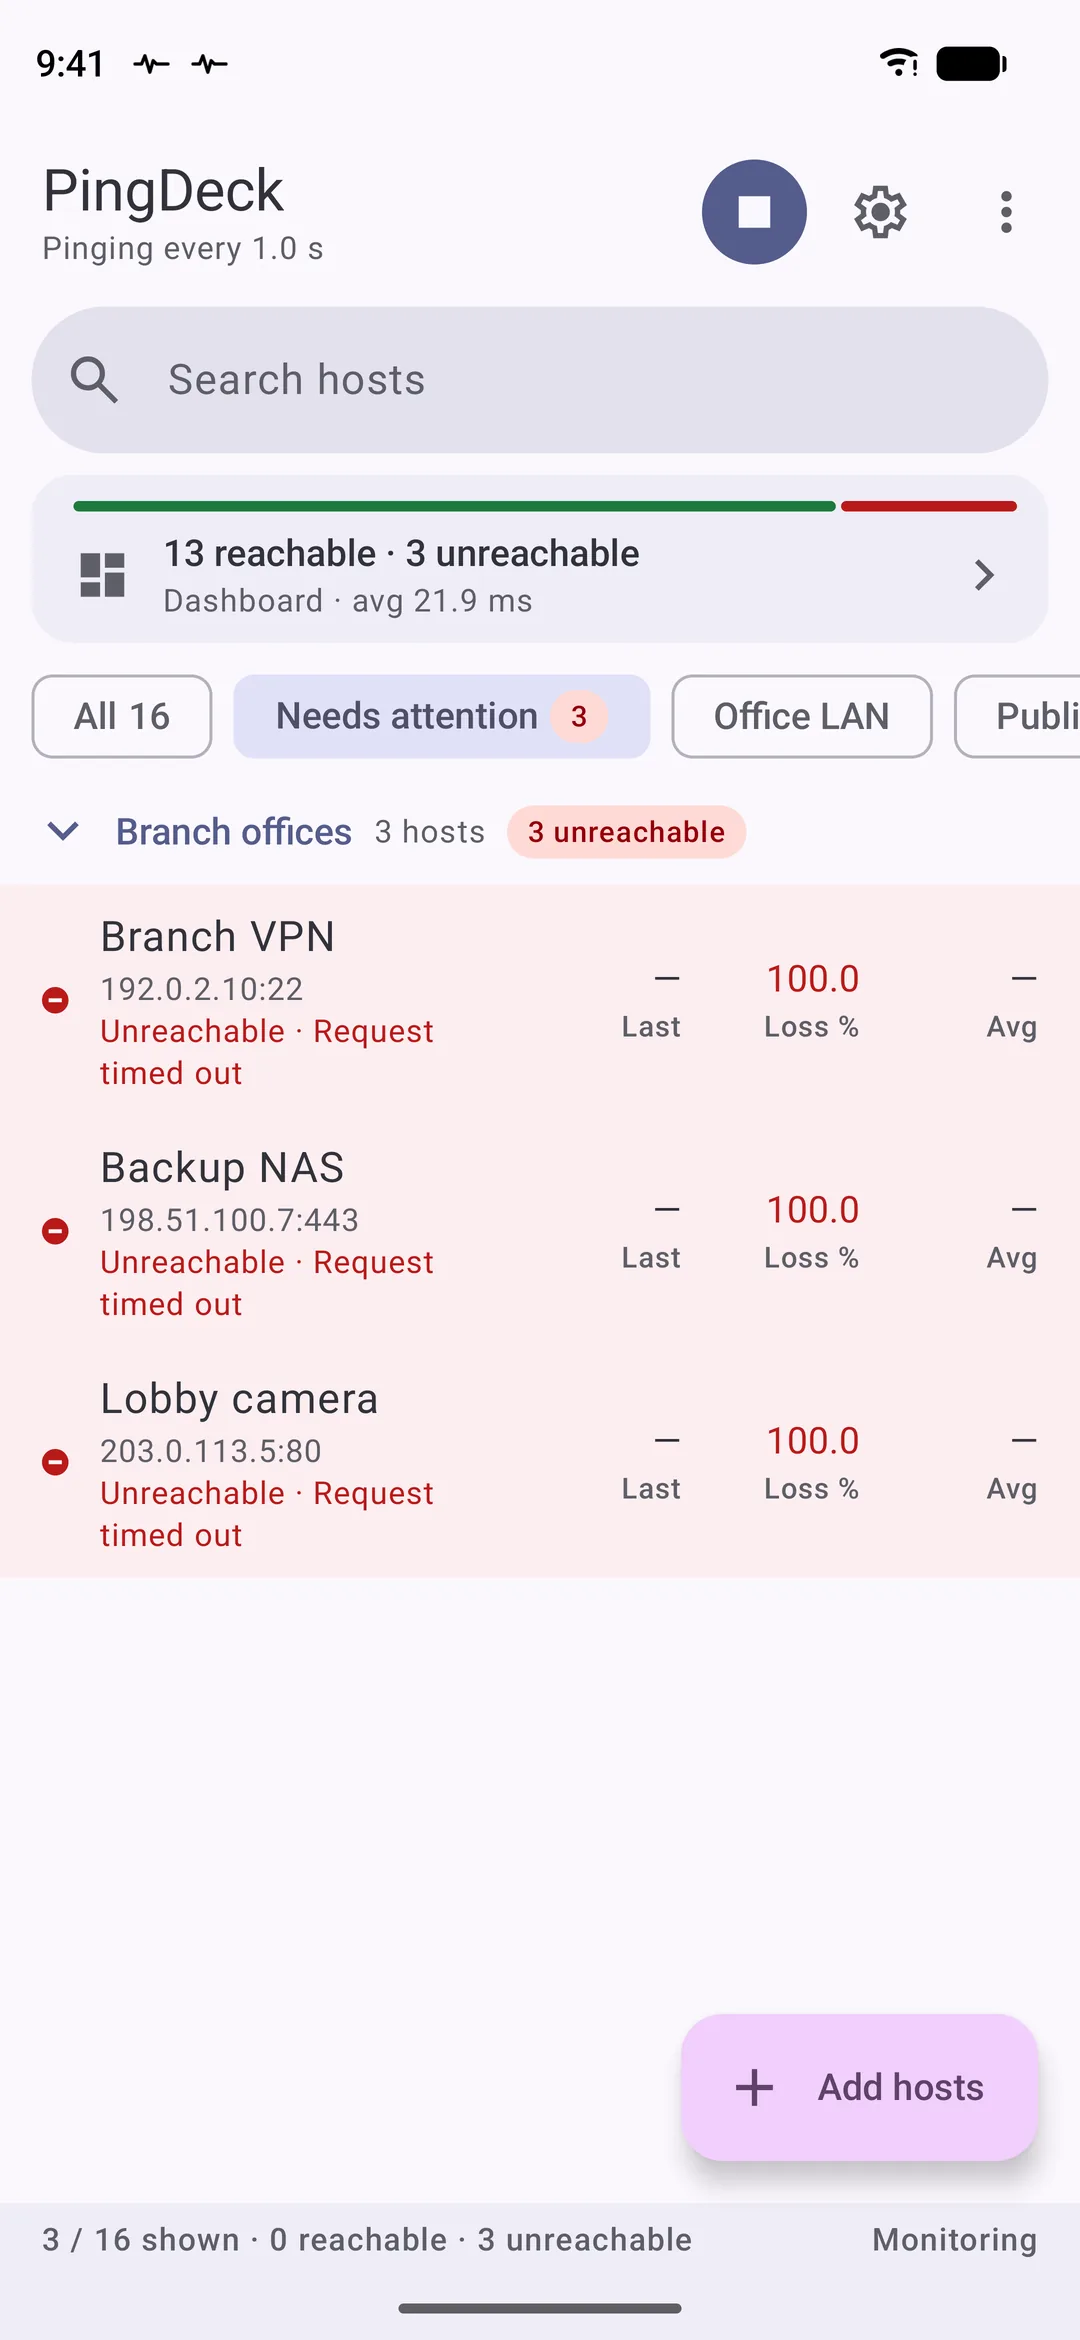 9:41
PingDeck
Pinging every 1.0 s
Search hosts
13 reachable · 3 unreachable
Dashboard · avg 21.9 ms
All 16
Needs attention 3
Office LAN
Publi
Branch offices 3 hosts 3 unreachable
Branch VPN
192.0.2.10:22
Unreachable · Request
timed out
— 100.0 —
Last Loss % Avg
Backup NAS
198.51.100.7:443
Unreachable · Request
timed out
— 100.0 —
Last Loss % Avg
Lobby camera
203.0.113.5:80
Unreachable · Request
timed out
— 100.0 —
Last Loss % Avg
Add hosts
3 / 16 shown · 0 reachable · 3 unreachable
Monitoring